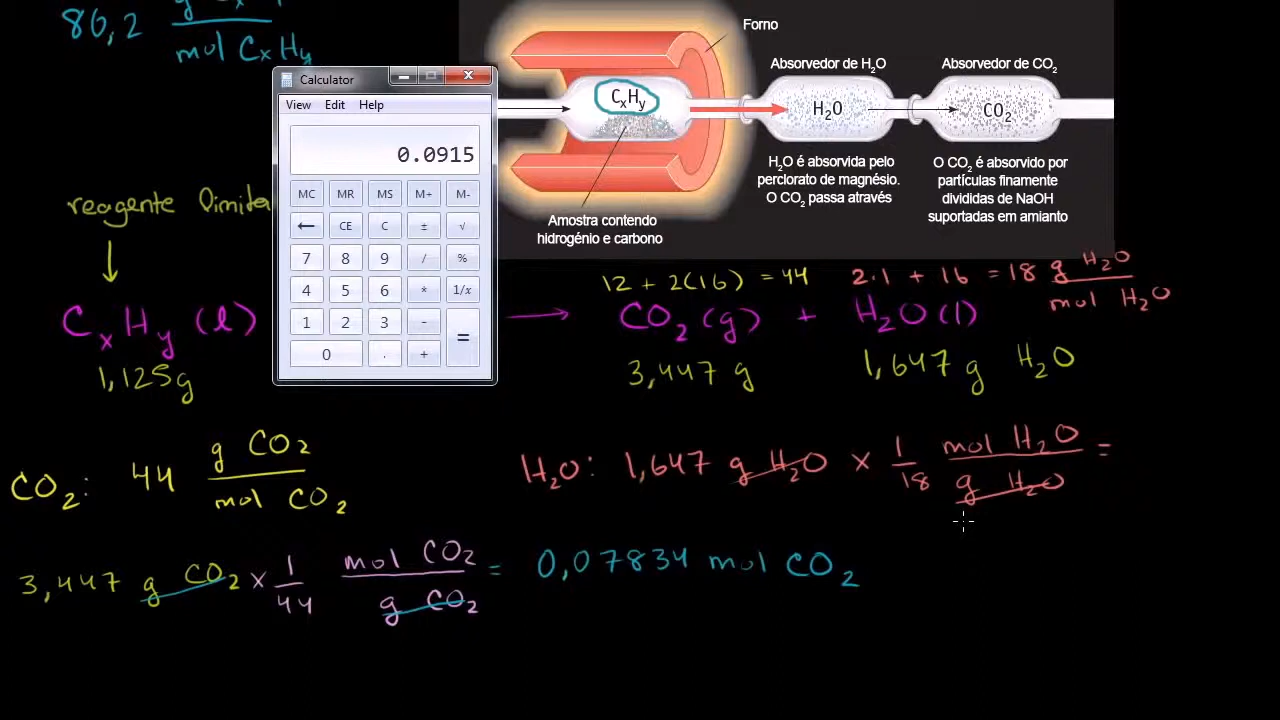 80,2 g CxH / mol CxHy
Forno
Absorvedor de H₂O
Absorvedor de CO₂
CxHy
H₂O
CO₂
H₂O é absorvida pelo
perclorato de magnésio.
O CO₂ passa através
O CO₂ é absorvido por
partículas finamente
divididas de NaOH
suportadas em amianto
Amostra contendo
hidrogénio e carbono
Calculator
View Edit Help
0.0915
MC MR MS M+ M-
← CE C ± √
7 8 9 / %
4 5 6 * 1/x
1 2 3 - =
0 . +
reagente limita
12 + 2(16) = 44
2·1 + 16 = 18 g H₂O / mol H₂O
CxHy (l) → CO₂(g) + H₂O(l)
1,125g 3,447 g 1,647 g H₂O
CO₂: 44 g CO₂ / mol CO₂
H₂O: 1,647 g H₂O × 1/18 mol H₂O / g H₂O =
3,447 g CO₂ × 1/44 mol CO₂ / g CO₂ = 0,07834 mol CO₂